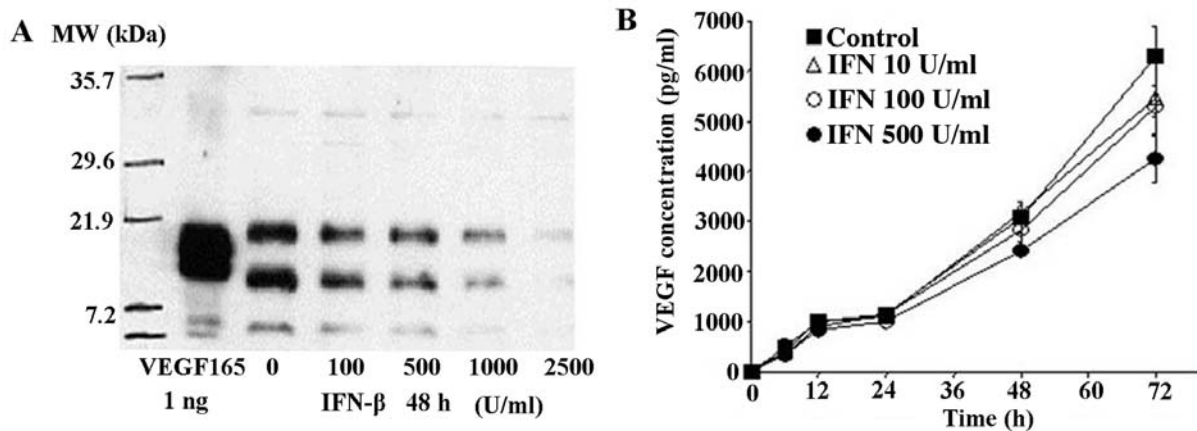 A MW (kDa)
35.7
29.6
21.9
7.2
VEGF165 0 100 500 1000 2500
1 ng IFN-β 48 h (U/ml)
B
VEGF concentration (pg/ml)
7000
6000
5000
4000
3000
2000
1000
0
Control
IFN 10 U/ml
IFN 100 U/ml
IFN 500 U/ml
0 12 24 36 48 60 72
Time (h)